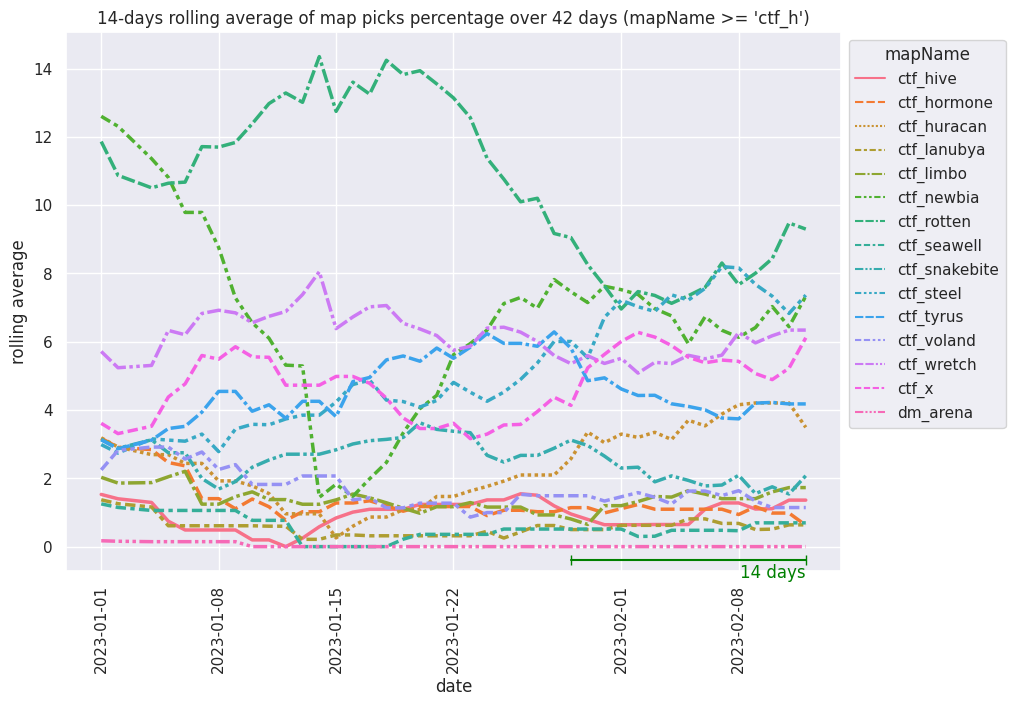 14-days rolling average of map picks percentage over 42 days (mapName >= 'ctf_h')
rolling average
14
12
10
8
6
4
2
0
14 days
2023-01-01
2023-01-08
2023-01-15
2023-01-22
2023-02-01
2023-02-08
date
mapName
ctf_hive
ctf_hormone
ctf_huracan
ctf_lanubya
ctf_limbo
ctf_newbia
ctf_rotten
ctf_seawell
ctf_snakebite
ctf_steel
ctf_tyrus
ctf_voland
ctf_wretch
ctf_x
dm_arena